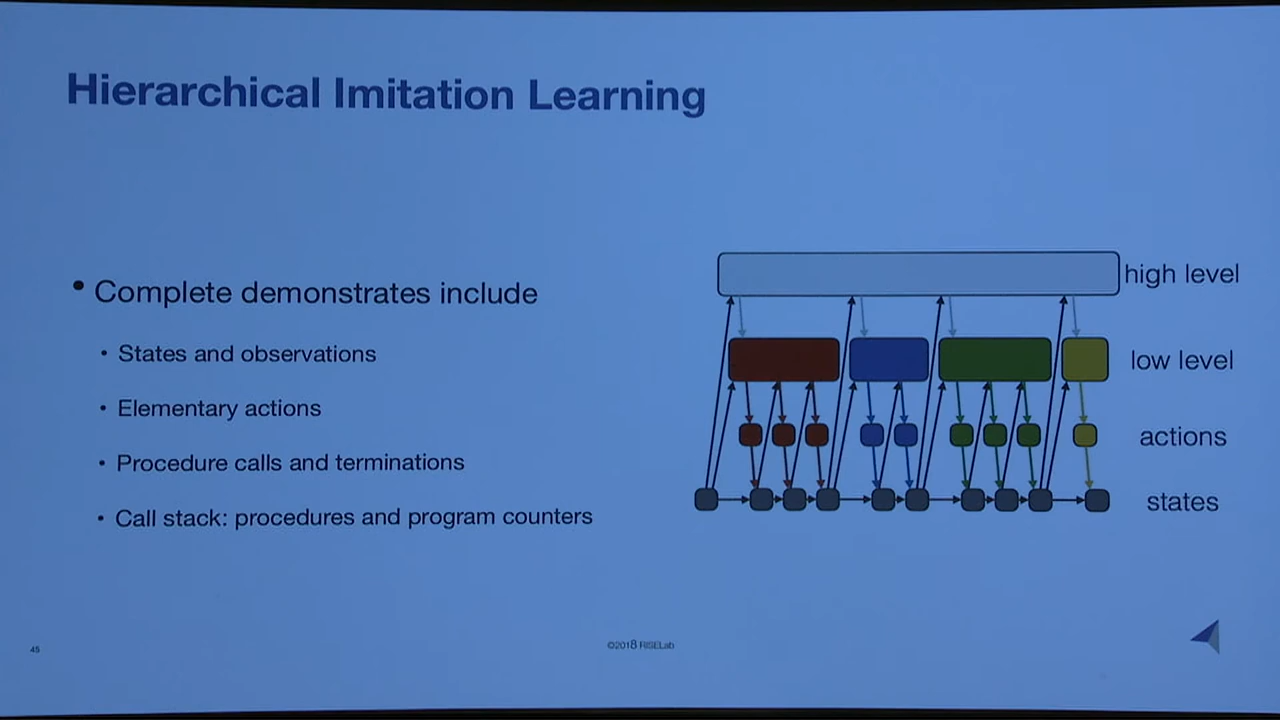 Hierarchical Imitation Learning
• Complete demonstrates include
• States and observations
• Elementary actions
• Procedure calls and terminations
• Call stack: procedures and program counters
high level
low level
actions
states
45
©2018 RISELab